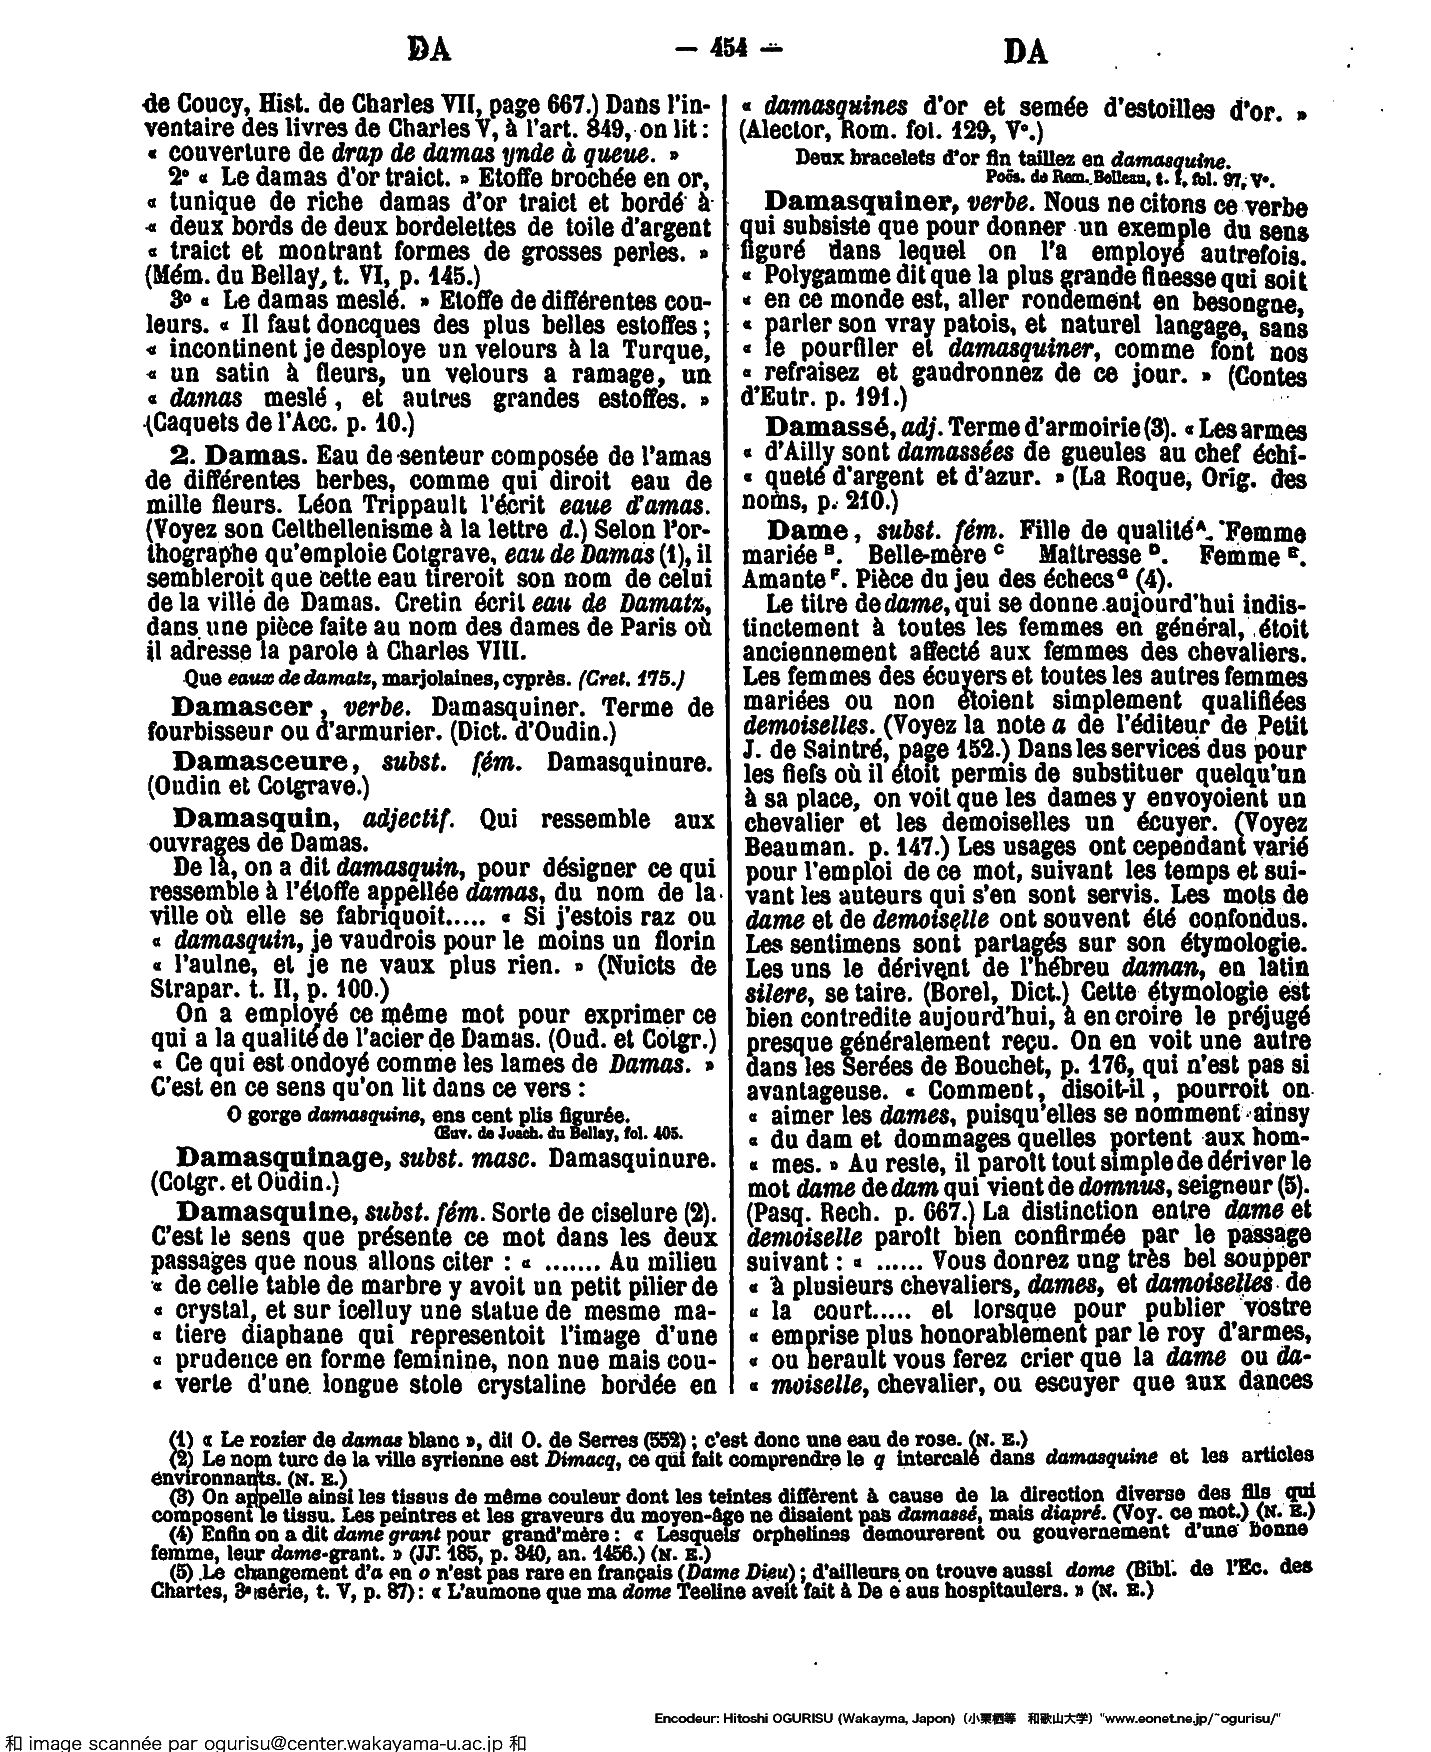 DA — 454 — DA
de Coucy, Hist. de Charles VII, page 667.) Dans l'in-
ventaire des livres de Charles V, à l'art. 849, on lit :
« couverture de drap de damas ynde à queue. »
2° « Le damas d'or traict. » Etoffe brochée en or,
« tunique de riche damas d'or traict et bordé à
« deux bords de deux bordelettes de toile d'argent
« traict et montrant formes de grosses perles. »
(Mém. du Bellay, t. VI, p. 145.)
3° « Le damas meslé. » Etoffe de différentes cou-
leurs. « Il faut doncques des plus belles estoffes ;
« incontinent je desploye un velours à la Turque,
« un satin à fleurs, un velours a ramage, un
« damas meslé, et autres grandes estoffes. »
(Caquets de l'Acc. p. 10.)
2. Damas. Eau de senteur composée de l'amas
de différentes herbes, comme qui diroit eau de
mille fleurs. Léon Trippault l'écrit eaue d'amas.
(Voyez son Celthellenisme à la lettre d.) Selon l'or-
thographe qu'emploie Cotgrave, eau de Damas (1), il
sembleroit que cette eau tireroit son nom de celui
de la ville de Damas. Cretin écrit eau de Damatz,
dans une pièce faite au nom des dames de Paris où
il adresse la parole à Charles VIII.
Que eaux de damatz, marjolaines, cyprès. (Cret. 175.)
Damascer, verbe. Damasquiner. Terme de
fourbisseur ou d'armurier. (Dict. d'Oudin.)
Damasceure, subst. fém. Damasquinure.
(Oudin et Cotgrave.)
Damasquin, adjectif. Qui ressemble aux
ouvrages de Damas.
De là, on a dit damasquin, pour désigner ce qui
ressemble à l'étoffe appellée damas, du nom de la
ville où elle se fabriquoit..... « Si j'estois raz ou
« damasquin, je vaudrois pour le moins un florin
« l'aulne, et je ne vaux plus rien. » (Nuicts de
Strapar. t. II, p. 100.)
On a employé ce même mot pour exprimer ce
qui a la qualité de l'acier de Damas. (Oud. et Cotgr.)
« Ce qui est ondoyé comme les lames de Damas. »
C'est en ce sens qu'on lit dans ce vers :
O gorge damasquine, ens cent plis figurée.
Œuv. de Joach. du Bellay, fol. 405.
Damasquinage, subst. masc. Damasquinure.
(Cotgr. et Oudin.)
Damasquine, subst. fém. Sorte de ciselure (2).
C'est le sens que présente ce mot dans les deux
passages que nous allons citer : « ....... Au milieu
« de celle table de marbre y avoit un petit pilier de
« crystal, et sur icelluy une statue de mesme ma-
« tiere diaphane qui representoit l'image d'une
« prudence en forme feminine, non nue mais cou-
« verte d'une longue stole crystaline bordée en
« damasquines d'or et semée d'estoilles d'or. »
(Alector, Rom. fol. 129, V°.)
Deux bracelets d'or fin taillez en damasquine.
Poës. de Rem. Belleau, t. I, fol. 97, V°.
Damasquiner, verbe. Nous ne citons ce verbe
qui subsiste que pour donner un exemple du sens
figuré dans lequel on l'a employé autrefois.
« Polygamme dit que la plus grande finesse qui soit
« en ce monde est, aller rondement en besongne,
« parler son vray patois, et naturel langage, sans
« le pourfiler et damasquiner, comme font nos
« refraisez et gaudronnez de ce jour. » (Contes
d'Eutr. p. 191.)
Damassé, adj. Terme d'armoirie (3). « Les armes
« d'Ailly sont damassées de gueules au chef échi-
« queté d'argent et d'azur. » (La Roque, Orig. des
noms, p. 210.)
Dame, subst. fém. Fille de qualité A. Femme
mariée B. Belle-mère C Maîtresse D. Femme E.
Amante F. Pièce du jeu des échecs G (4).
Le titre de dame, qui se donne aujourd'hui indis-
tinctement à toutes les femmes en général, étoit
anciennement affecté aux femmes des chevaliers.
Les femmes des écuyers et toutes les autres femmes
mariées ou non étoient simplement qualifiées
demoiselles. (Voyez la note a de l'éditeur de Petit
J. de Saintré, page 152.) Dans les services dus pour
les fiefs où il étoit permis de substituer quelqu'un
à sa place, on voit que les dames y envoyoient un
chevalier et les demoiselles un écuyer. (Voyez
Beauman. p. 147.) Les usages ont cependant varié
pour l'emploi de ce mot, suivant les temps et sui-
vant les auteurs qui s'en sont servis. Les mots de
dame et de demoiselle ont souvent été confondus.
Les sentimens sont partagés sur son étymologie.
Les uns le dérivent de l'hébreu daman, en latin
silere, se taire. (Borel, Dict.) Cette étymologie est
bien contredite aujourd'hui, à en croire le préjugé
presque généralement reçu. On en voit une autre
dans les Serées de Bouchet, p. 176, qui n'est pas si
avantageuse. « Comment, disoit-il, pourroit on
« aimer les dames, puisqu'elles se nomment ainsy
« du dam et dommages quelles portent aux hom-
« mes. » Au reste, il paroît tout simple de dériver le
mot dame de dam qui vient de domnus, seigneur (5).
(Pasq. Rech. p. 667.) La distinction entre dame et
demoiselle paroît bien confirmée par le passage
suivant : « ...... Vous donrez ung très bel soupper
« à plusieurs chevaliers, dames, et damoiselles de
« la court..... et lorsque pour publier vostre
« emprise plus honorablement par le roy d'armes,
« ou herault vous ferez crier que la dame ou da-
« moiselle, chevalier, ou escuyer que aux dances
(1) « Le rozier de damas blanc », dit O. de Serres (552) ; c'est donc une eau de rose. (N. E.)
(2) Le nom turc de la ville syrienne est Dimacq, ce qui fait comprendre le q intercalé dans damasquine et les articles
environnants. (N. E.)
(3) On appelle ainsi les tissus de même couleur dont les teintes diffèrent à cause de la direction diverse des fils qui
composent le tissu. Les peintres et les graveurs du moyen-âge ne disaient pas damassé, mais diapré. (Voy. ce mot.) (N. E.)
(4) Enfin on a dit dame grant pour grand'mère : « Lesquels orphelines demourerent ou gouvernement d'une bonne
femme, leur dame-grant. » (JJ. 185, p. 340, an. 1456.) (N. E.)
(5) Le changement d'a en o n'est pas rare en français (Dame Dieu) ; d'ailleurs on trouve aussi dome (Bibl. de l'Ec. des
Chartes, 3e série, t. V, p. 87) : « L'aumone que ma dome Teeline aveit fait à De e aus hospitaulers. » (N. E.)
Encodeur: Hitoshi OGURISU (Wakayma, Japon) (小栗栖等 和歌山大学) "www.eonet.ne.jp/~ogurisu/"
和 image scannée par ogurisu@center.wakayama-u.ac.jp 和